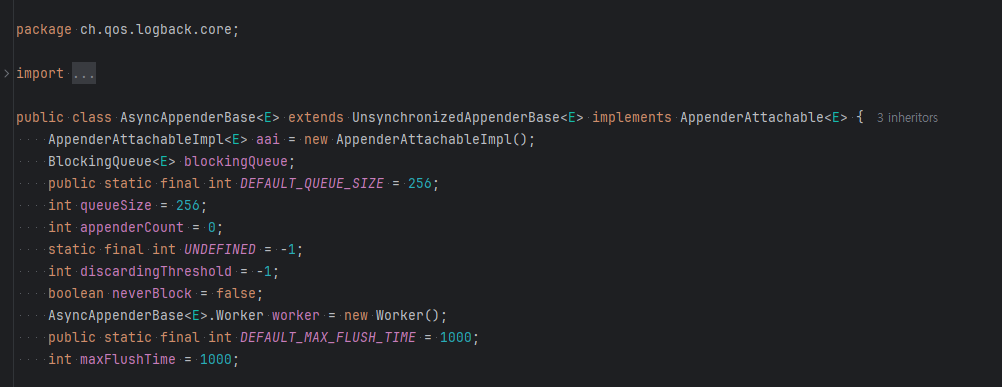 package ch.qos.logback.core;
import ...
public class AsyncAppenderBase<E> extends UnsynchronizedAppenderBase<E> implements AppenderAttachable<E> { 3 inheritors
AppenderAttachableImpl<E> aai = new AppenderAttachableImpl();
BlockingQueue<E> blockingQueue;
public static final int DEFAULT_QUEUE_SIZE = 256;
int queueSize = 256;
int appenderCount = 0;
static final int UNDEFINED = -1;
int discardingThreshold = -1;
boolean neverBlock = false;
AsyncAppenderBase<E>.Worker worker = new Worker();
public static final int DEFAULT_MAX_FLUSH_TIME = 1000;
int maxFlushTime = 1000;